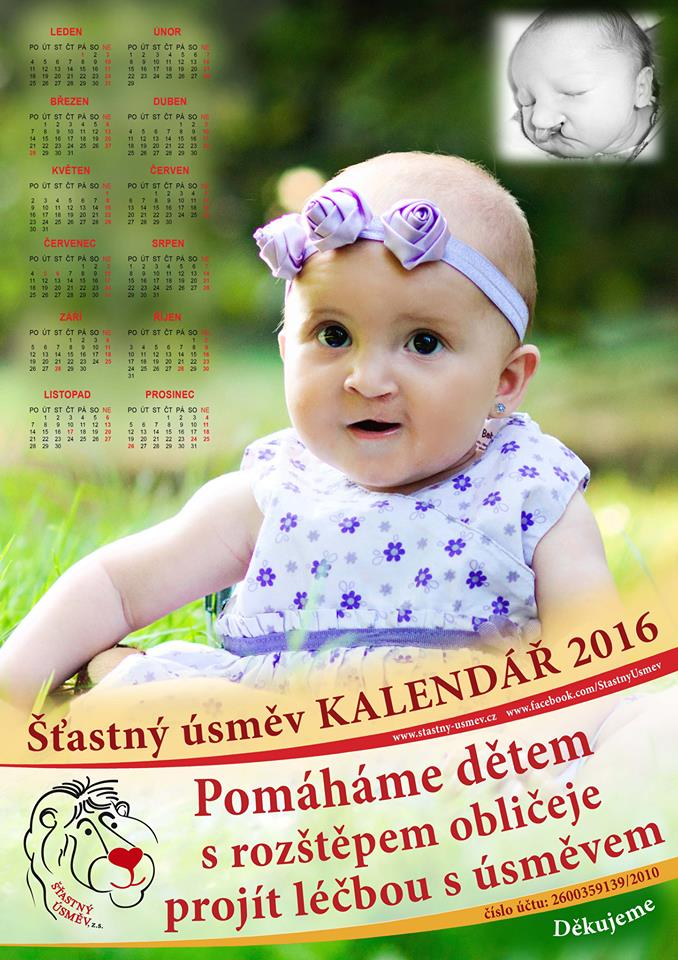 LEDEN
PO ÚT ST ČT PÁ SO NE
1 2 3
4 5 6 7 8 9 10
11 12 13 14 15 16 17
18 19 20 21 22 23 24
25 26 27 28 29 30 31
ÚNOR
PO ÚT ST ČT PÁ SO NE
1 2 3 4 5 6 7
8 9 10 11 12 13 14
15 16 17 18 19 20 21
22 23 24 25 26 27 28
29
BŘEZEN
PO ÚT ST ČT PÁ SO NE
1 2 3 4 5 6
7 8 9 10 11 12 13
14 15 16 17 18 19 20
21 22 23 24 25 26 27
28 29 30 31
DUBEN
PO ÚT ST ČT PÁ SO NE
1 2 3
4 5 6 7 8 9 10
11 12 13 14 15 16 17
18 19 20 21 22 23 24
25 26 27 28 29 30
KVĚTEN
PO ÚT ST ČT PÁ SO NE
1
2 3 4 5 6 7 8
9 10 11 12 13 14 15
16 17 18 19 20 21 22
23 24 25 26 27 28 29
30 31
ČERVEN
PO ÚT ST ČT PÁ SO NE
1 2 3 4 5
6 7 8 9 10 11 12
13 14 15 16 17 18 19
20 21 22 23 24 25 26
27 28 29 30
ČERVENEC
PO ÚT ST ČT PÁ SO NE
1 2 3
4 5 6 7 8 9 10
11 12 13 14 15 16 17
18 19 20 21 22 23 24
25 26 27 28 29 30 31
SRPEN
PO ÚT ST ČT PÁ SO NE
1 2 3 4 5 6 7
8 9 10 11 12 13 14
15 16 17 18 19 20 21
22 23 24 25 26 27 28
29 30 31
ZÁŘÍ
PO ÚT ST ČT PÁ SO NE
1 2 3 4
5 6 7 8 9 10 11
12 13 14 15 16 17 18
19 20 21 22 23 24 25
26 27 28 29 30
ŘÍJEN
PO ÚT ST ČT PÁ SO NE
1 2
3 4 5 6 7 8 9
10 11 12 13 14 15 16
17 18 19 20 21 22 23
24 25 26 27 28 29 30
31
LISTOPAD
PO ÚT ST ČT PÁ SO NE
1 2 3 4 5 6
7 8 9 10 11 12 13
14 15 16 17 18 19 20
21 22 23 24 25 26 27
28 29 30
PROSINEC
PO ÚT ST ČT PÁ SO NE
1 2 3 4
5 6 7 8 9 10 11
12 13 14 15 16 17 18
19 20 21 22 23 24 25
26 27 28 29 30 31
Šťastný úsměv KALENDÁŘ 2016
www.stastny-usmev.cz www.facebook.com/StastnyUsmev
Pomáháme dětem
s rozštěpem obličeje
projít léčbou s úsměvem
ŠŤASTNÝ
ÚSMĚV, z.s.
číslo účtu: 2600359139/2010
Děkujeme